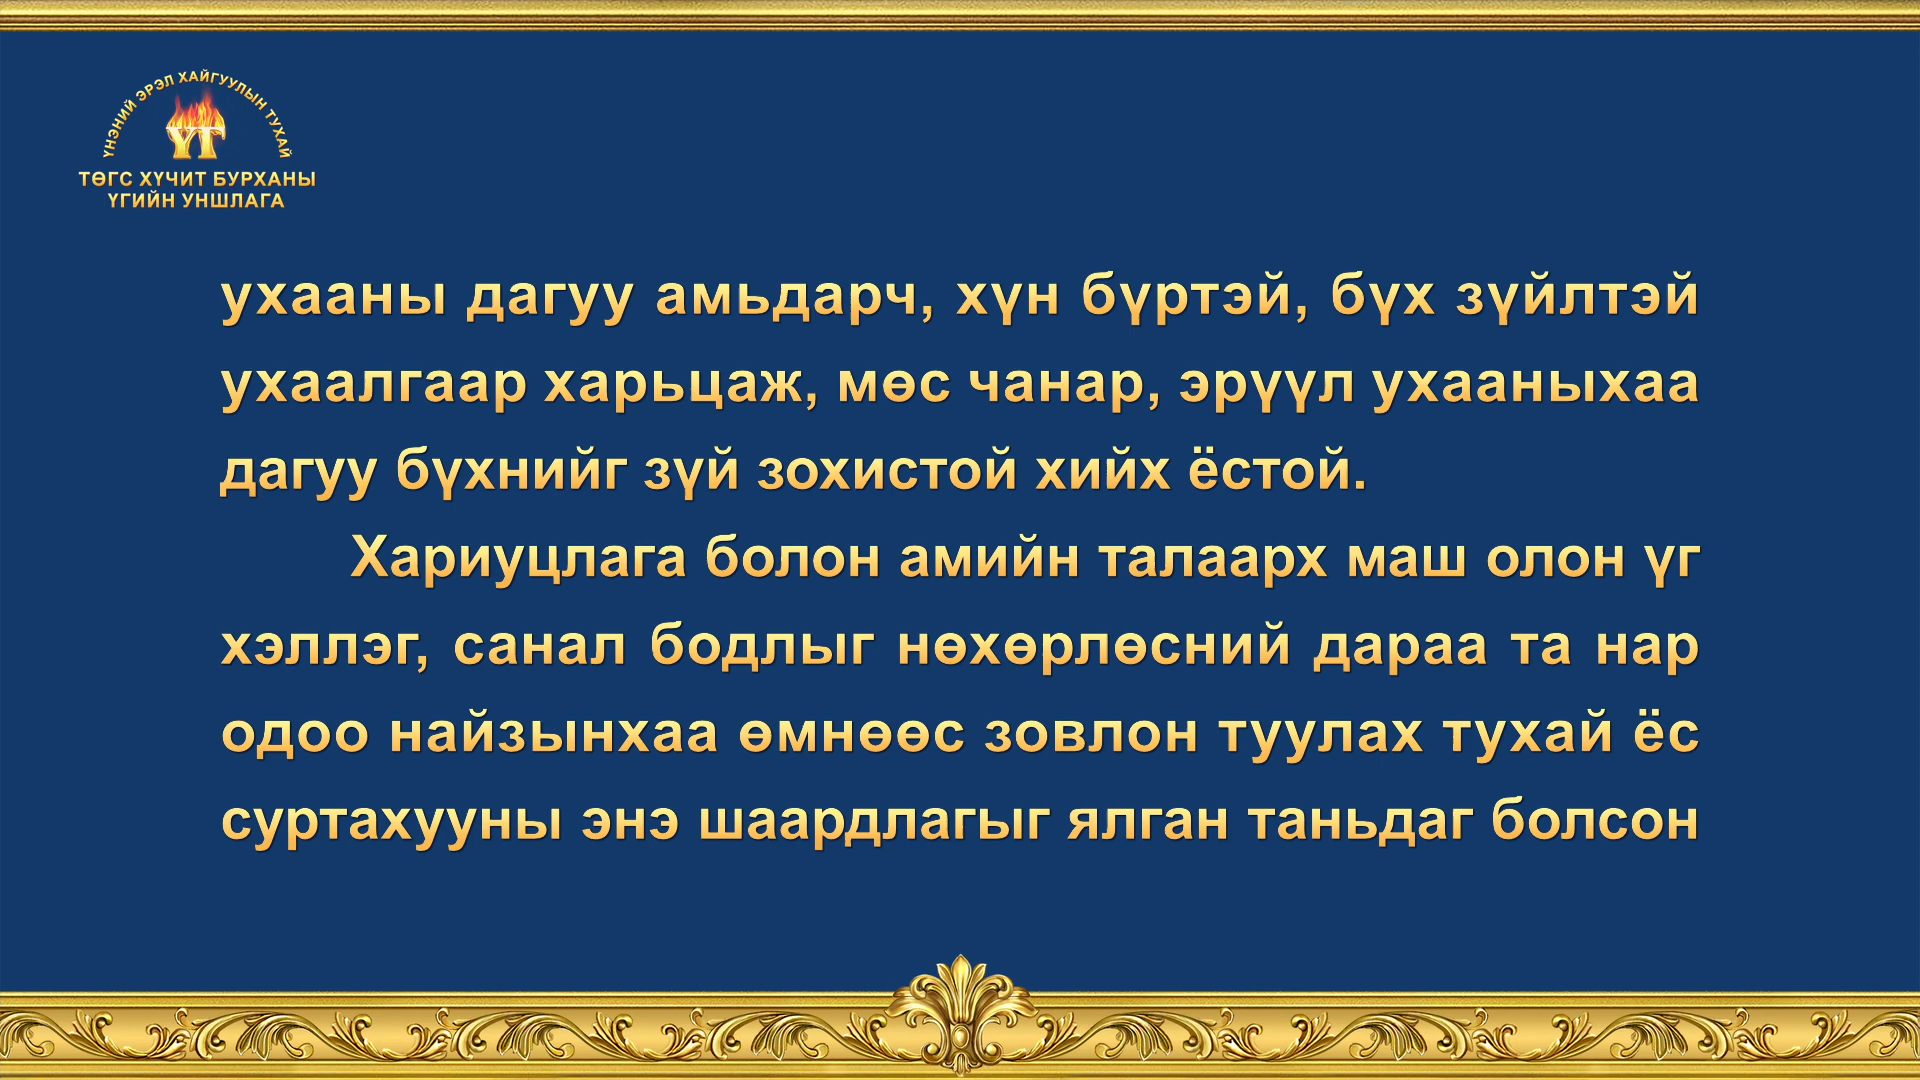 ҮНЭНИЙ ЭРЭЛ ХАЙГУУЛЫН ТУХАЙ
ҮГ
ТӨГС ХҮЧИТ БУРХАНЫ
ҮГИЙН УНШЛАГА
ухааны дагуу амьдарч, хүн бүртэй, бүх зүйлтэй
ухаалгаар харьцаж, мөс чанар, эрүүл ухааныхаа
дагуу бүхнийг зүй зохистой хийх ёстой.
Хариуцлага болон амийн талаарх маш олон үг
хэллэг, санал бодлыг нөхөрлөсний дараа та нар
одоо найзынхаа өмнөөс зовлон туулах тухай ёс
суртахууны энэ шаардлагыг ялган таньдаг болсон